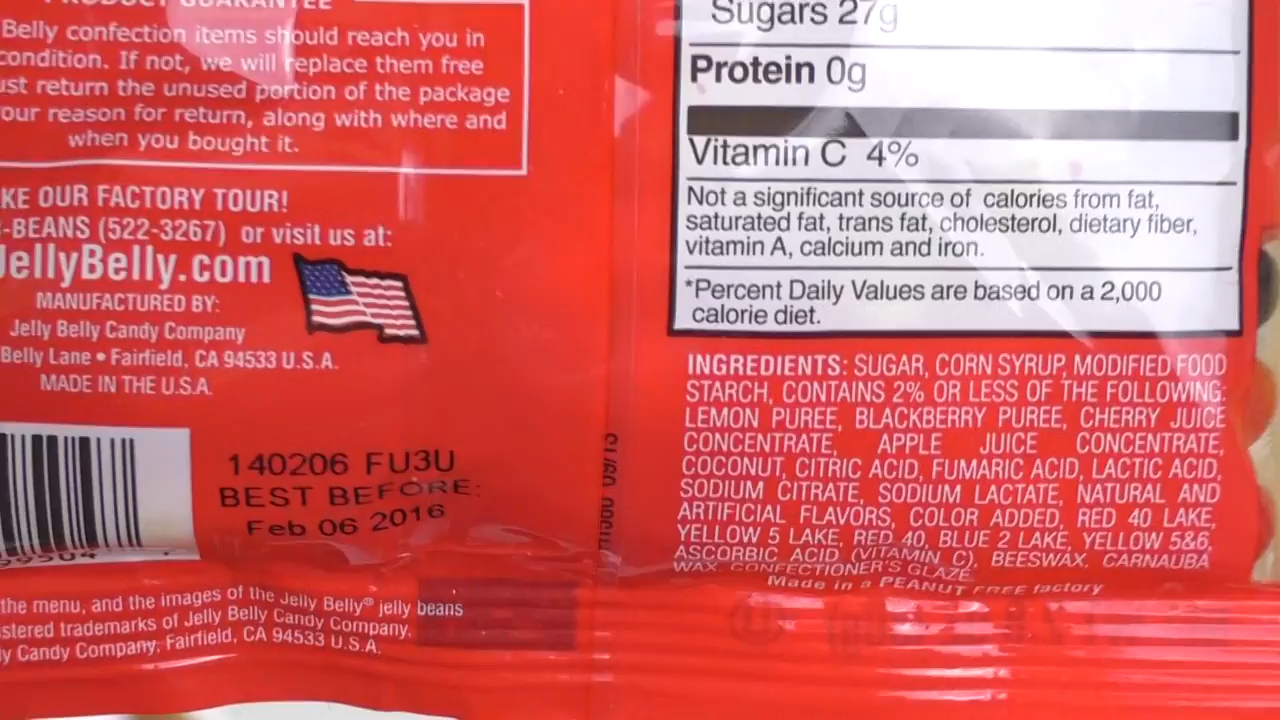 PRODUCT GUARANTEE
Belly confection items should reach you in
condition. If not, we will replace them free
ust return the unused portion of the package
our reason for return, along with where and
when you bought it.
KE OUR FACTORY TOUR!
-BEANS (522-3267) or visit us at:
JellyBelly.com
MANUFACTURED BY:
Jelly Belly Candy Company
Belly Lane • Fairfield, CA 94533 U.S.A.
MADE IN THE U.S.A.
140206 FU3U
BEST BEFORE:
Feb 06 2016
the menu, and the images of the Jelly Belly® jelly beans
stered trademarks of Jelly Belly Candy Company.
ly Candy Company, Fairfield, CA 94533 U.S.A.
Sugars 27g
Protein 0g
Vitamin C 4%
Not a significant source of calories from fat,
saturated fat, trans fat, cholesterol, dietary fiber,
vitamin A, calcium and iron.
*Percent Daily Values are based on a 2,000
calorie diet.
INGREDIENTS: SUGAR, CORN SYRUP, MODIFIED FOOD
STARCH, CONTAINS 2% OR LESS OF THE FOLLOWING:
LEMON PUREE, BLACKBERRY PUREE, CHERRY JUICE
CONCENTRATE, APPLE JUICE CONCENTRATE,
COCONUT, CITRIC ACID, FUMARIC ACID, LACTIC ACID,
SODIUM CITRATE, SODIUM LACTATE, NATURAL AND
ARTIFICIAL FLAVORS, COLOR ADDED, RED 40 LAKE,
YELLOW 5 LAKE, RED 40, BLUE 2 LAKE, YELLOW 5&6,
ASCORBIC ACID (VITAMIN C), BEESWAX, CARNAUBA
WAX, CONFECTIONER'S GLAZE.
Made in a PEANUT FREE factory